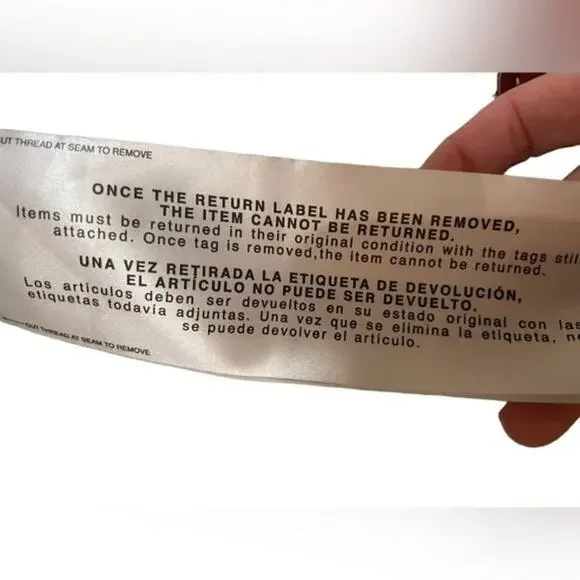 CUT THREAD AT SEAM TO REMOVE
ONCE THE RETURN LABEL HAS BEEN REMOVED,
THE ITEM CANNOT BE RETURNED.
Items must be returned in their original condition with the tags still
attached. Once tag is removed,the item cannot be returned.
UNA VEZ RETIRADA LA ETIQUETA DE DEVOLUCIÓN,
EL ARTÍCULO NO PUEDE SER DEVUELTO.
Los artículos deben ser devueltos en su estado original con las
etiquetas todavía adjuntas. Una vez que se elimina la etiqueta, no
se puede devolver el artículo.
CUT THREAD AT SEAM TO REMOVE